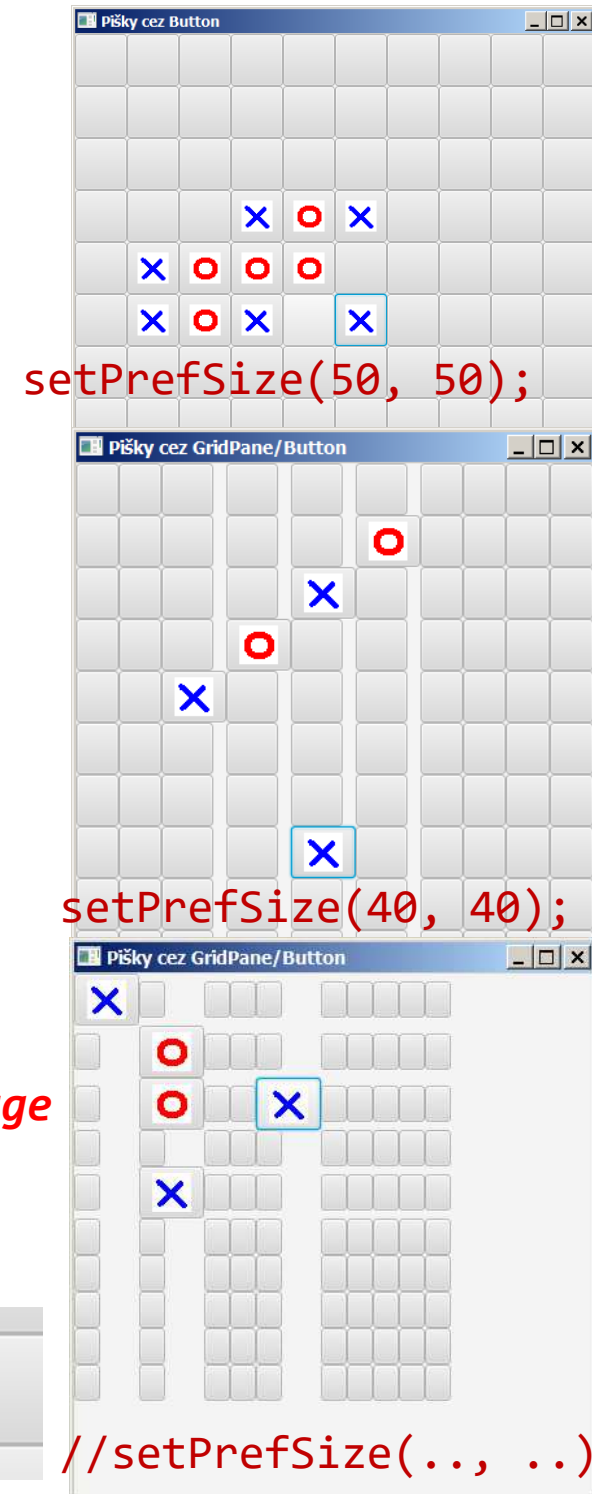 Pišky cez Button
setPrefSize(50, 50);
Pišky cez GridPane/Button
setPrefSize(40, 40);
Pišky cez GridPane/Button
//setPrefSize(.., ..)